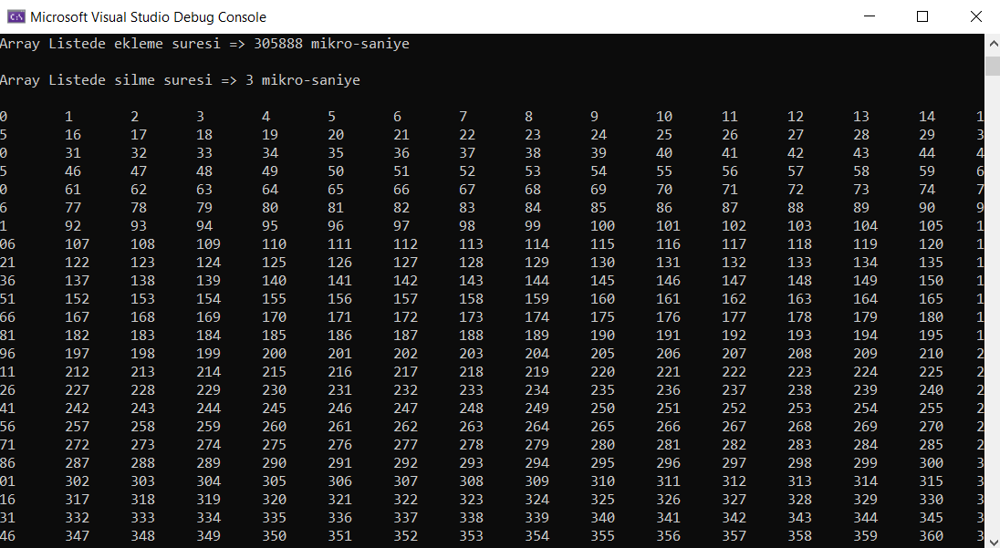 Microsoft Visual Studio Debug Console
Array Listede ekleme suresi => 305888 mikro-saniye
Array Listede silme suresi => 3 mikro-saniye
0 1 2 3 4 5 6 7 8 9 10 11 12 13 14 1
5 16 17 18 19 20 21 22 23 24 25 26 27 28 29 3
0 31 32 33 34 35 36 37 38 39 40 41 42 43 44 4
5 46 47 48 49 50 51 52 53 54 55 56 57 58 59 6
0 61 62 63 64 65 66 67 68 69 70 71 72 73 74 7
6 77 78 79 80 81 82 83 84 85 86 87 88 89 90 9
1 92 93 94 95 96 97 98 99 100 101 102 103 104 105 1
06 107 108 109 110 111 112 113 114 115 116 117 118 119 120 1
21 122 123 124 125 126 127 128 129 130 131 132 133 134 135 1
36 137 138 139 140 141 142 143 144 145 146 147 148 149 150 1
51 152 153 154 155 156 157 158 159 160 161 162 163 164 165 1
66 167 168 169 170 171 172 173 174 175 176 177 178 179 180 1
81 182 183 184 185 186 187 188 189 190 191 192 193 194 195 1
96 197 198 199 200 201 202 203 204 205 206 207 208 209 210 2
11 212 213 214 215 216 217 218 219 220 221 222 223 224 225 2
26 227 228 229 230 231 232 233 234 235 236 237 238 239 240 2
41 242 243 244 245 246 247 248 249 250 251 252 253 254 255 2
56 257 258 259 260 261 262 263 264 265 266 267 268 269 270 2
71 272 273 274 275 276 277 278 279 280 281 282 283 284 285 2
86 287 288 289 290 291 292 293 294 295 296 297 298 299 300 3
01 302 303 304 305 306 307 308 309 310 311 312 313 314 315 3
16 317 318 319 320 321 322 323 324 325 326 327 328 329 330 3
31 332 333 334 335 336 337 338 339 340 341 342 343 344 345 3
46 347 348 349 350 351 352 353 354 355 356 357 358 359 360 3